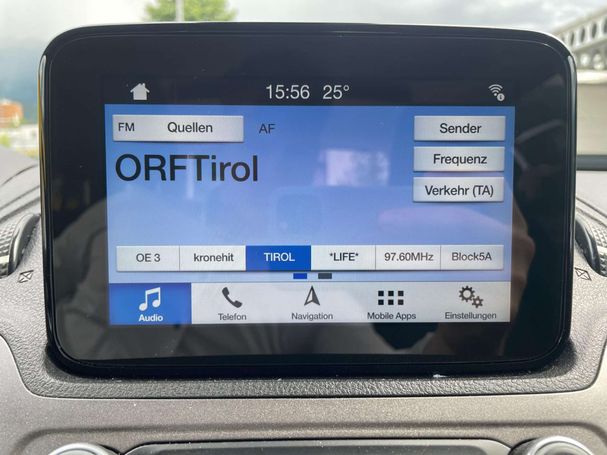 15:56 25°
FM Quellen AF Sender
ORFTirol Frequenz
Verkehr (TA)
OE 3 kronehit TIROL *LIFE* 97.60MHz Block5A
Audio Telefon Navigation Mobile Apps Einstellungen